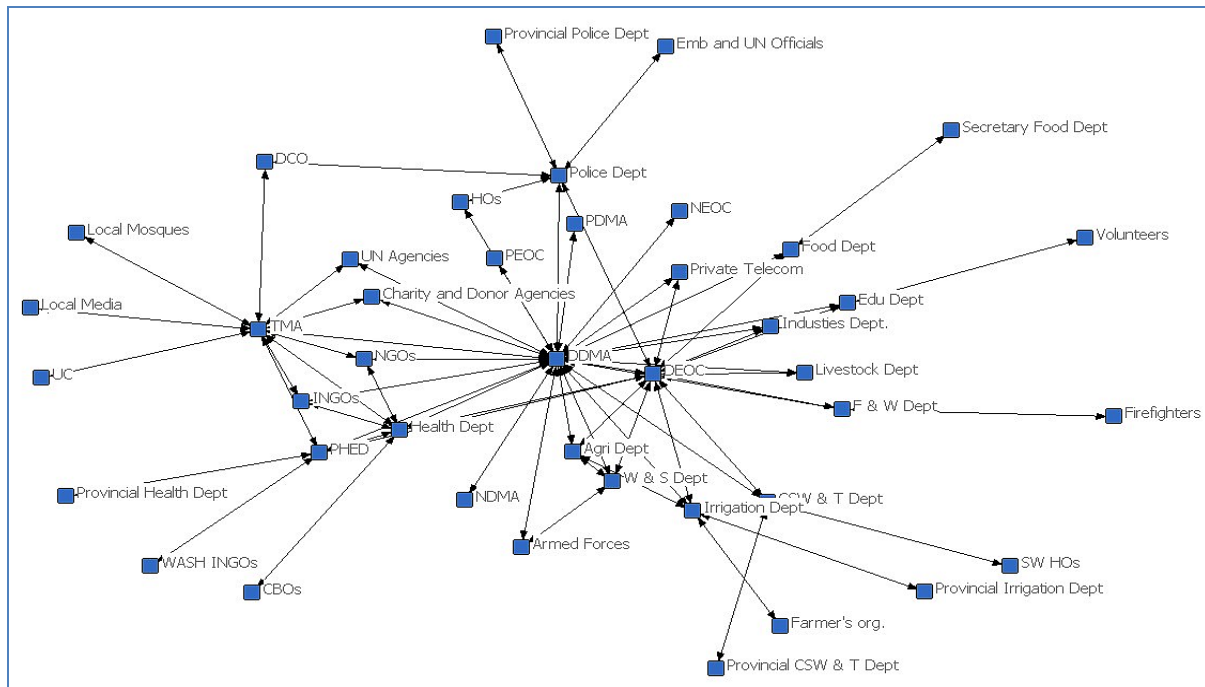 Provincial Police Dept
Emb and UN Officials
Secretary Food Dept
DCO
Police Dept
HOs
NEOC
PDMA
Local Mosques
Volunteers
Food Dept
UN Agencies
PEOC
Private Telecom
Charity and Donor Agencies
Edu Dept
Local Media
Industies Dept.
TMA
NGOs
DDMA
DEOC
Livestock Dept
UC
INGOs
F & W Dept
Firefighters
Health Dept
PHED
Agri Dept
W & S Dept
Provincial Health Dept
NDMA
CSW & T Dept
Irrigation Dept
Armed Forces
WASH INGOs
SW HOs
CBOs
Provincial Irrigation Dept
Farmer's org.
Provincial CSW & T Dept